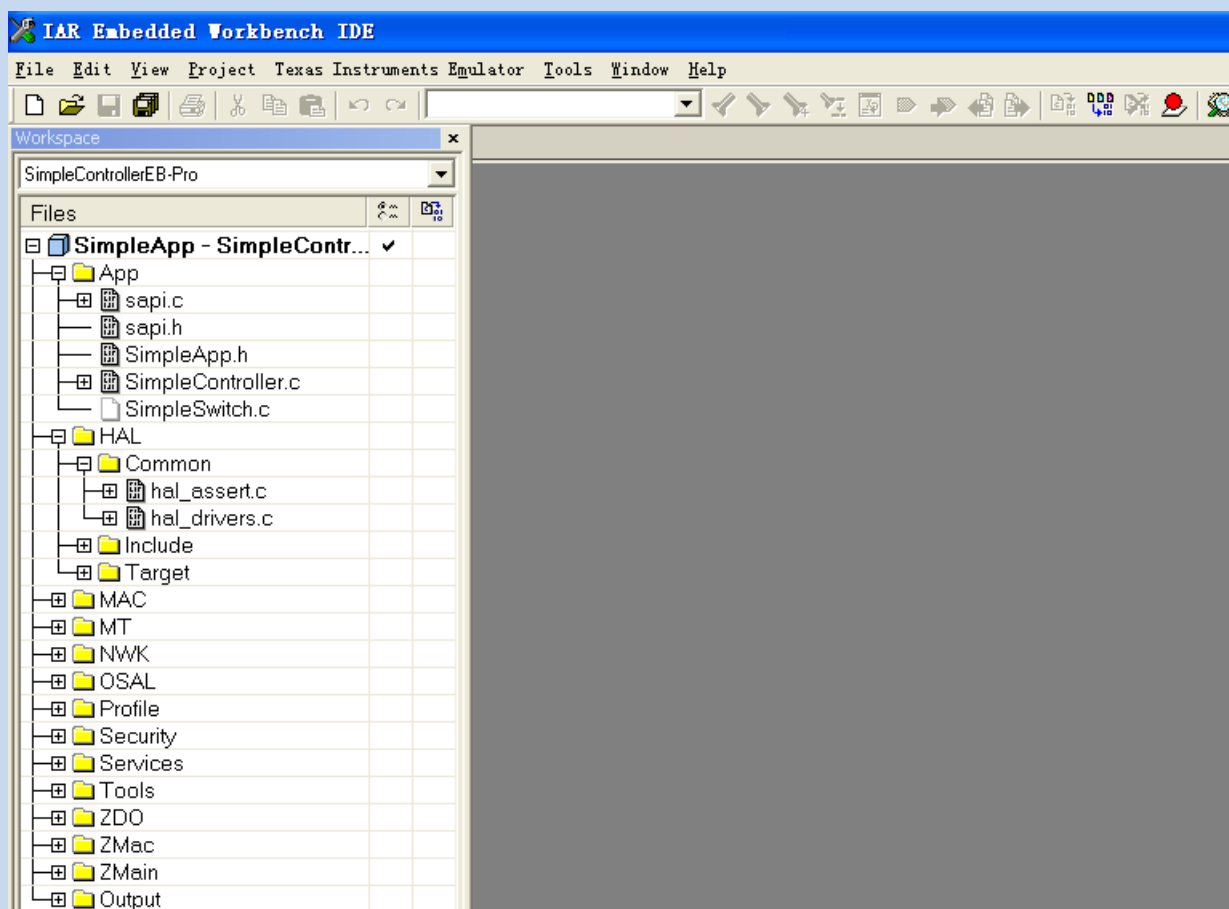 IAR Embedded Workbench IDE
File Edit View Project Texas Instruments Emulator Tools Window Help
Workspace
SimpleControllerEB-Pro
Files
SimpleApp - SimpleContr...
App
sapi.c
sapi.h
SimpleApp.h
SimpleController.c
SimpleSwitch.c
HAL
Common
hal_assert.c
hal_drivers.c
Include
Target
MAC
MT
NWK
OSAL
Profile
Security
Services
Tools
ZDO
ZMac
ZMain
Output